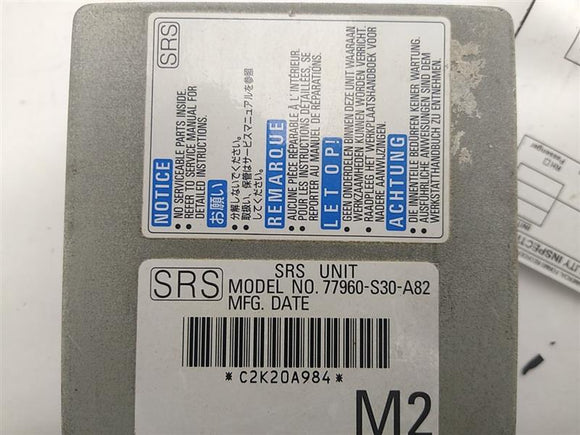 SRS
NOTICE
• NO SERVICEABLE PARTS INSIDE.
• REFER TO SERVICE MANUAL FOR
DETAILED INSTRUCTIONS.
お願い
• 分解しないでください。
• 取扱い、保管はサービスマニュアルを参照
してください。
REMARQUE
AUCUNE PIÈCE RÉPARABLE À L'INTÉRIEUR.
POUR LES INSTRUCTIONS DÉTAILLÉES, SE
REPORTER AU MANUEL DE RÉPARATIONS.
LET OP!
• GEEN ONDERDELEN BINNEN DEZE UNIT WAARAAN
WERKZAAMHEDEN KUNNEN WORDEN VERRICHT.
• RAADPLEEG HET WERKPLAATSHANDBOEK VOOR
NADERE AANWIJZINGEN.
ACHTUNG
• DIE INNENTEILE BEDÜRFEN KEINER WARTUNG.
• AUSFÜHRLICHE ANWEISUNGEN SIND DEM
WERKSTATTHANDBUCH ZU ENTNEHMEN.
SRS
SRS UNIT
MODEL NO. 77960-S30-A82
MFG. DATE
*C2K20A984*
M2
RH
Passenger
LITY INSPECT